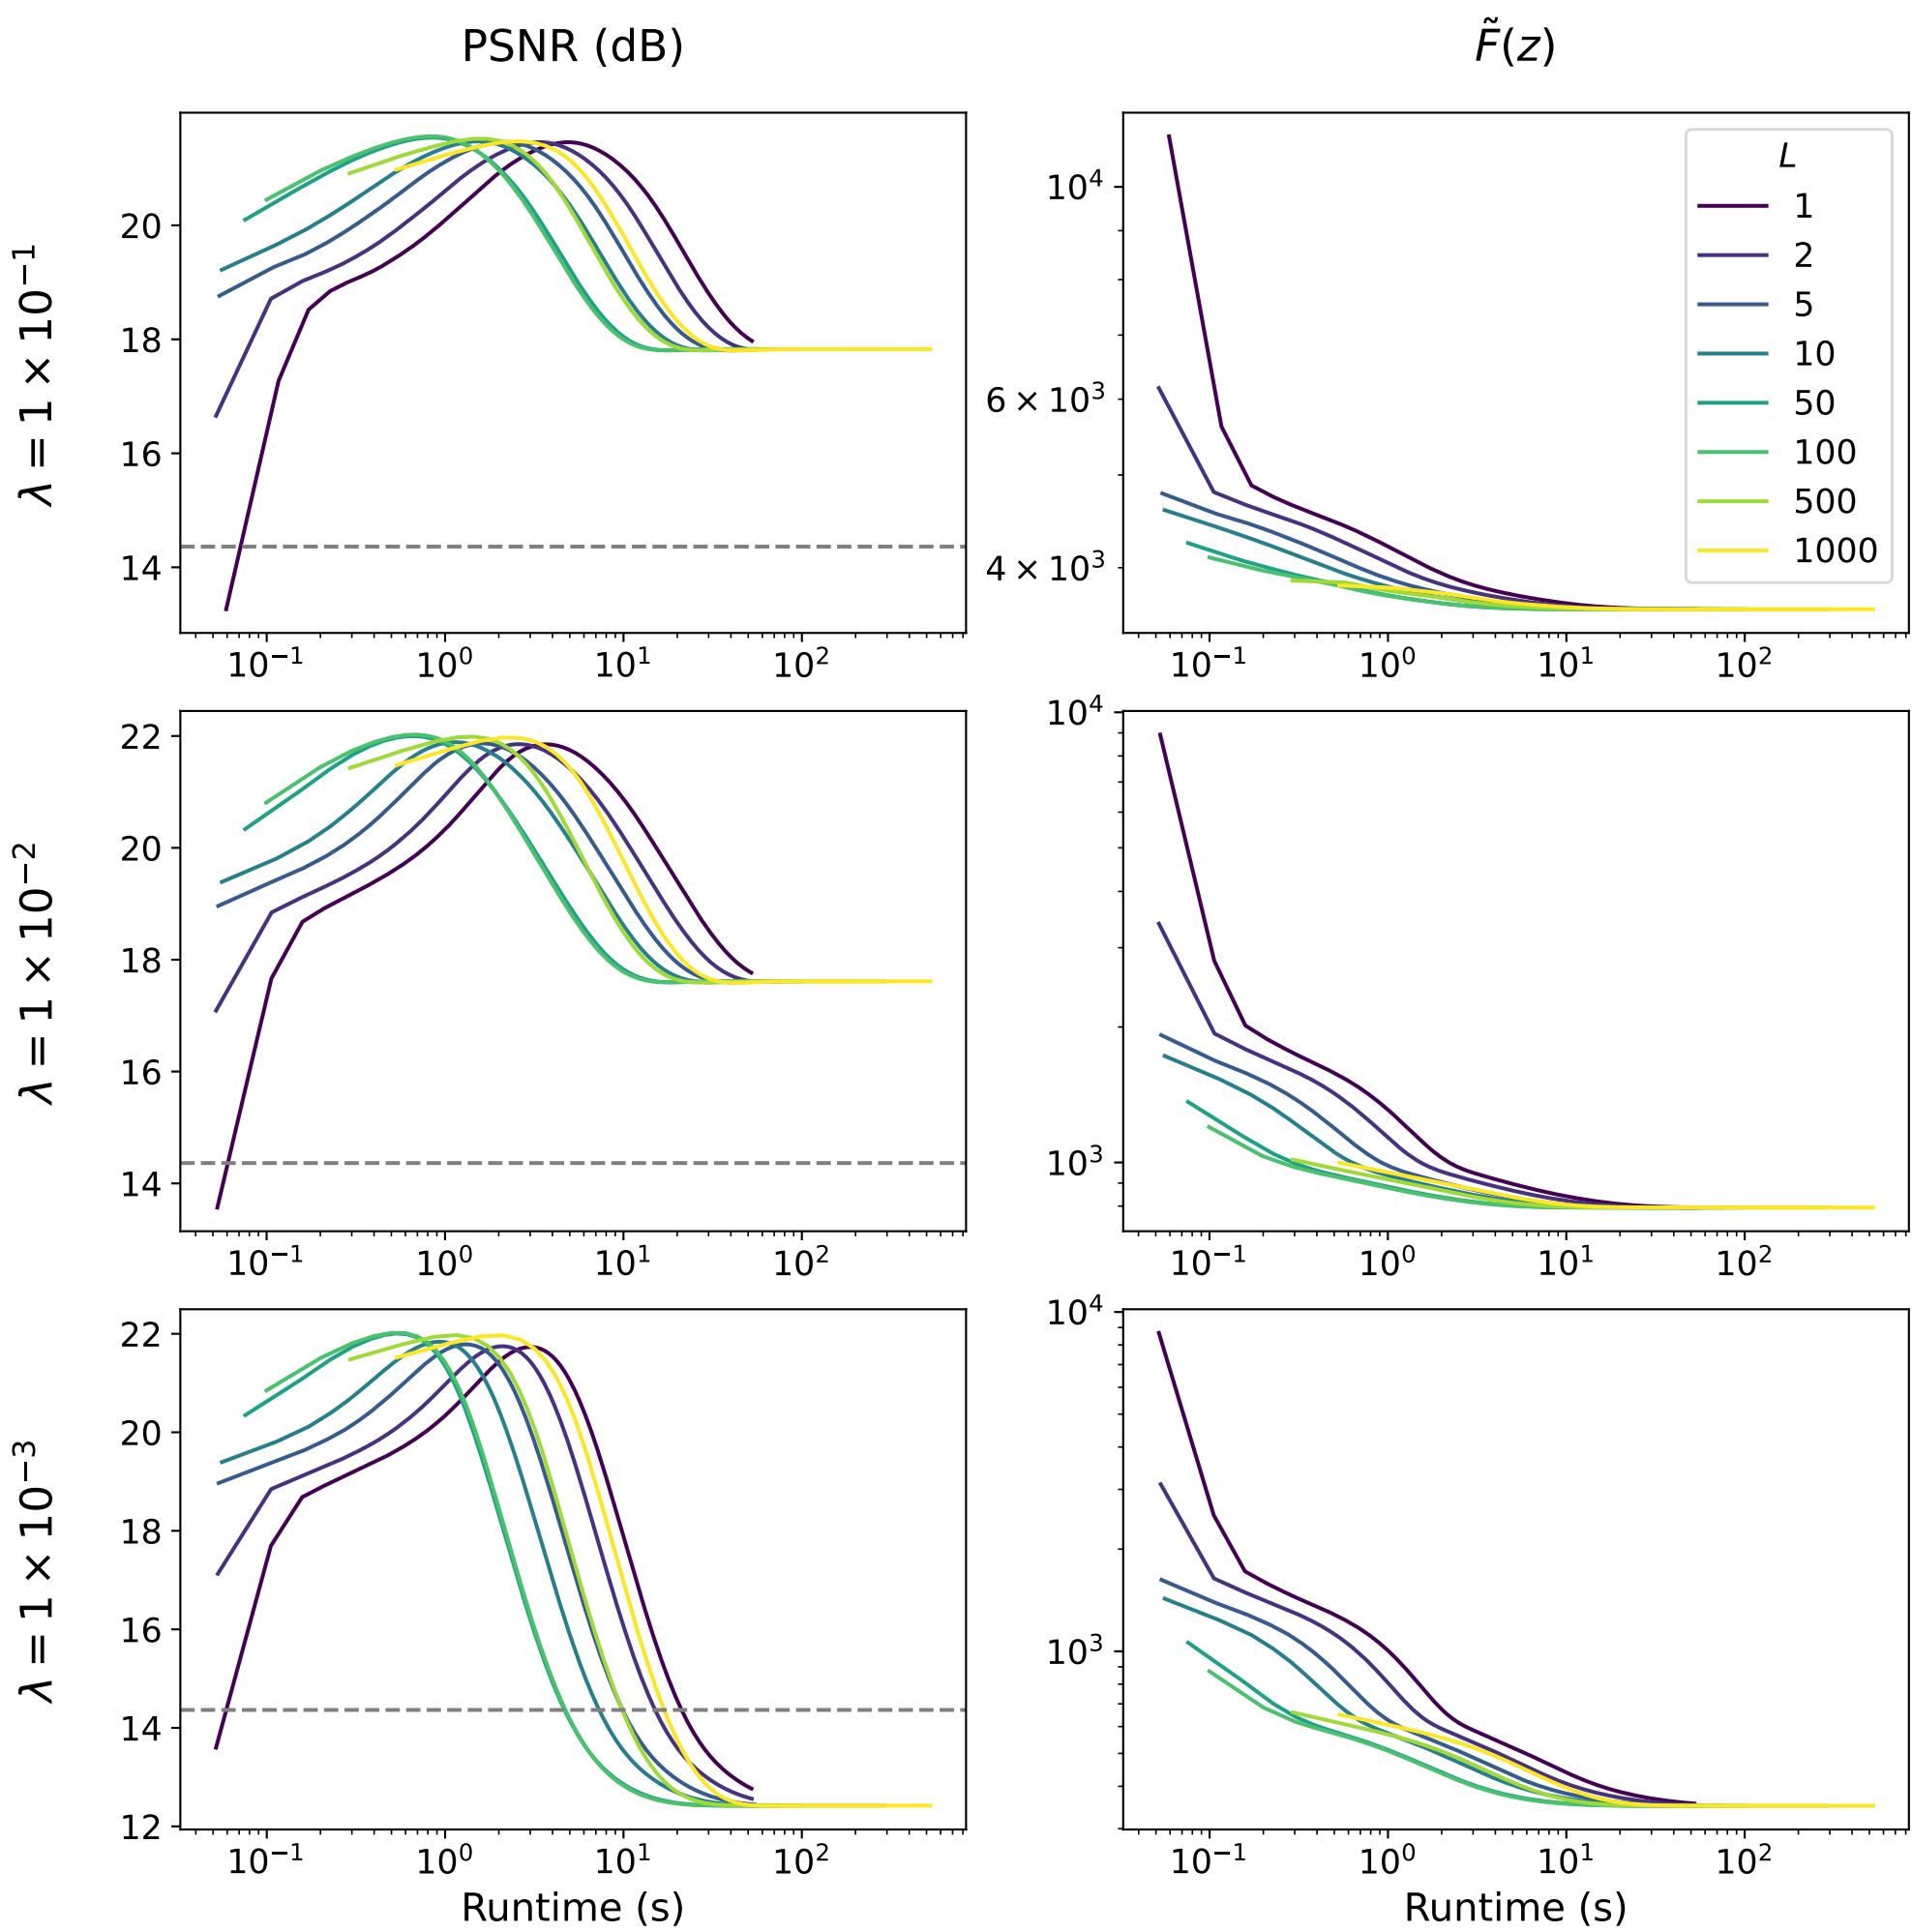 PSNR (dB)
F̃(z)
λ = 1 × 10⁻¹
20
18
16
14
10⁻¹ 10⁰ 10¹ 10²
10⁴
6 × 10³
4 × 10³
10⁻¹ 10⁰ 10¹ 10²
L
1
2
5
10
50
100
500
1000
λ = 1 × 10⁻²
22
20
18
16
14
10⁻¹ 10⁰ 10¹ 10²
10⁴
10³
10⁻¹ 10⁰ 10¹ 10²
λ = 1 × 10⁻³
22
20
18
16
14
12
10⁻¹ 10⁰ 10¹ 10²
Runtime (s)
10⁴
10³
10⁻¹ 10⁰ 10¹ 10²
Runtime (s)